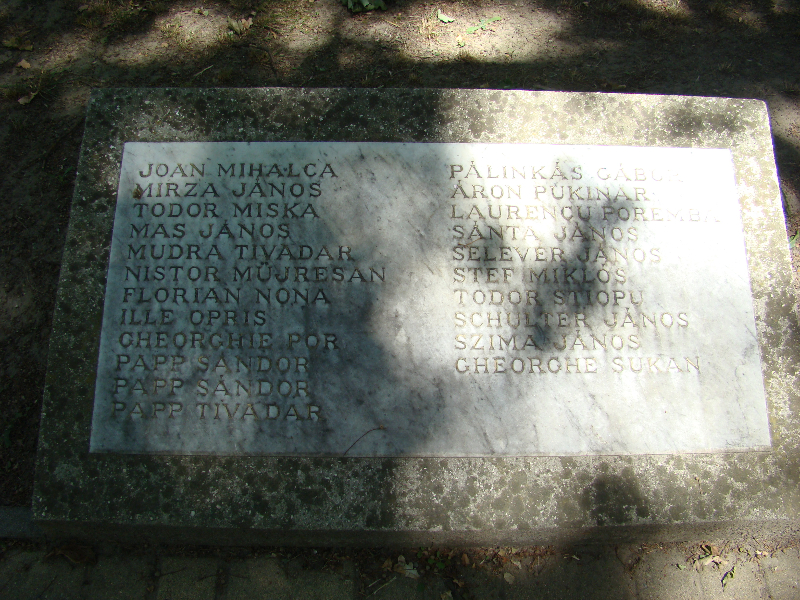 JOAN MIHALCA
MIRZA JÁNOS
TODOR MISKA
MAS JÁNOS
MUDRA TIVADAR
NISTOR MÜJRESAN
FLORIAN NONA
ILLE OPRIS
GHEORGHIE POR
PAPP SÁNDOR
PAPP SÁNDOR
PAPP TIVADAR
PÁLINKÁS GÁBOR
ÁRON PUKINAR
LAURENCU POREMBA
SÁNTA JÁNOS
SELEVER JÁNOS
STEF MIKLÓS
TODOR STIOPU
SCHULTER JÁNOS
SZIMA JÁNOS
GHEORGHE SUKAN